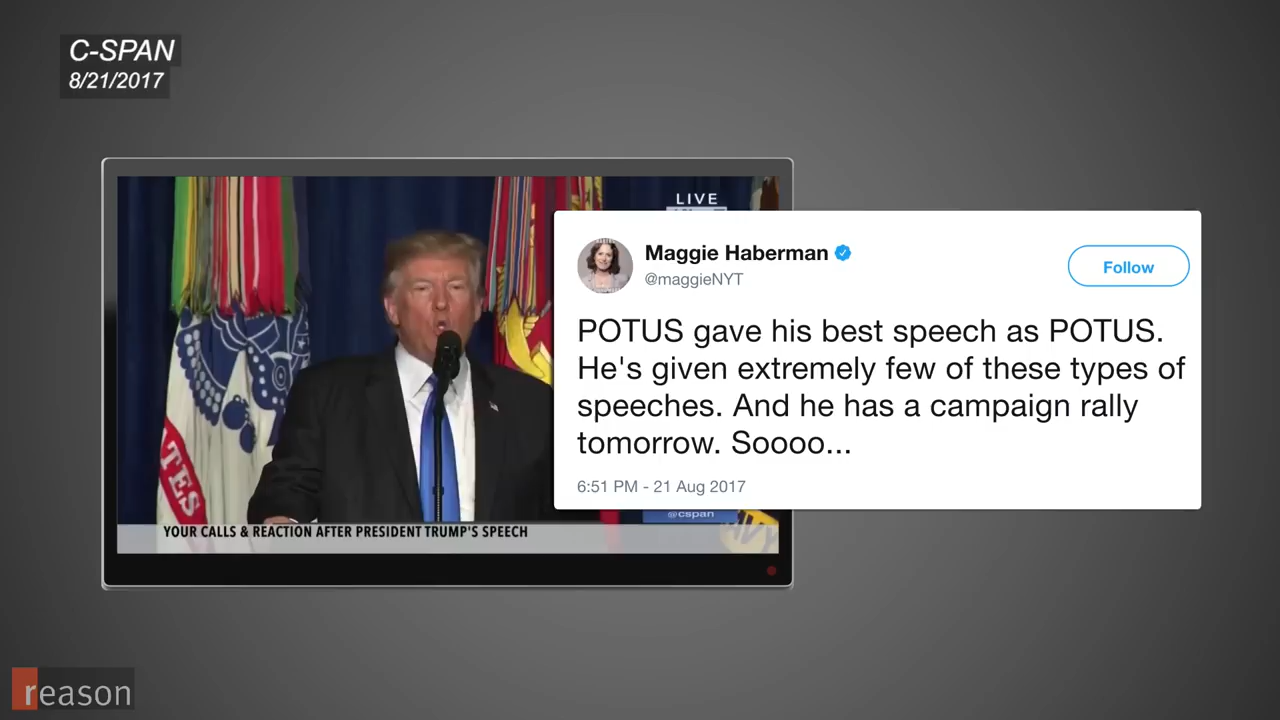 C-SPAN
8/21/2017
LIVE
Maggie Haberman
@maggieNYT
Follow
POTUS gave his best speech as POTUS.
He's given extremely few of these types of
speeches. And he has a campaign rally
tomorrow. Soooo...
6:51 PM - 21 Aug 2017
TES
@cspan
YOUR CALLS & REACTION AFTER PRESIDENT TRUMP'S SPEECH
reason